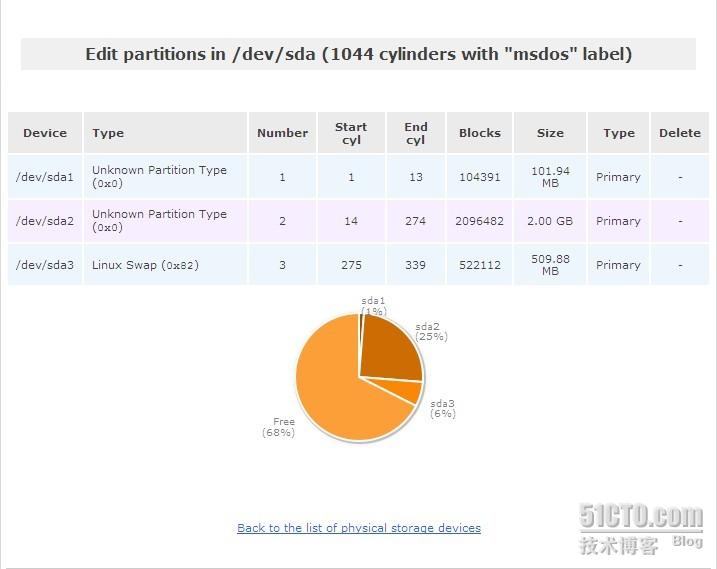 Edit partitions in /dev/sda (1044 cylinders with "msdos" label)
Device Type Number Start cyl End cyl Blocks Size Type Delete
/dev/sda1 Unknown Partition Type (0x0) 1 1 13 104391 101.94 MB Primary -
/dev/sda2 Unknown Partition Type (0x0) 2 14 274 2096482 2.00 GB Primary -
/dev/sda3 Linux Swap (0x82) 3 275 339 522112 509.88 MB Primary -
sda1
(1%)
sda2
(25%)
sda3
(6%)
Free
(68%)
Back to the list of physical storage devices
51CTO.com
技术博客 Blog